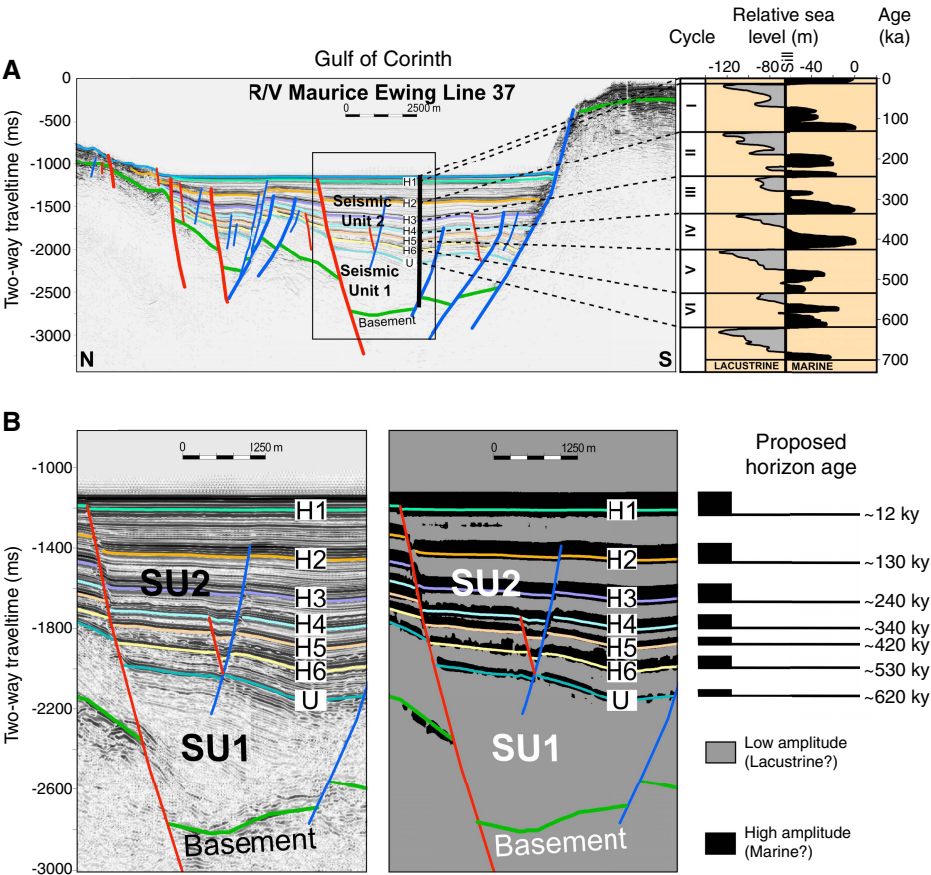 A
Gulf of Corinth
R/V Maurice Ewing Line 37
0 2500 m
Two-way traveltime (ms)
0
-500
-1000
-1500
-2000
-2500
-3000
H1
H2
H3
H4
H5
H6
U
Seismic
Unit 2
Seismic
Unit 1
Basement
N
S
Cycle
Relative sea
level (m)
Age
(ka)
-120 -80 Sill -40 0
I
II
III
IV
V
VI
0
100
200
300
400
500
600
700
LACUSTRINE MARINE
B
Two-way traveltime (ms)
-1000
-1400
-1800
-2200
-2600
-3000
0 1250 m
H1
H2
H3
H4
H5
H6
U
SU2
SU1
Basement
0 1250 m
H1
H2
H3
H4
H5
H6
U
SU2
SU1
Basement
Proposed
horizon age
~12 ky
~130 ky
~240 ky
~340 ky
~420 ky
~530 ky
~620 ky
Low amplitude
(Lacustrine?)
High amplitude
(Marine?)